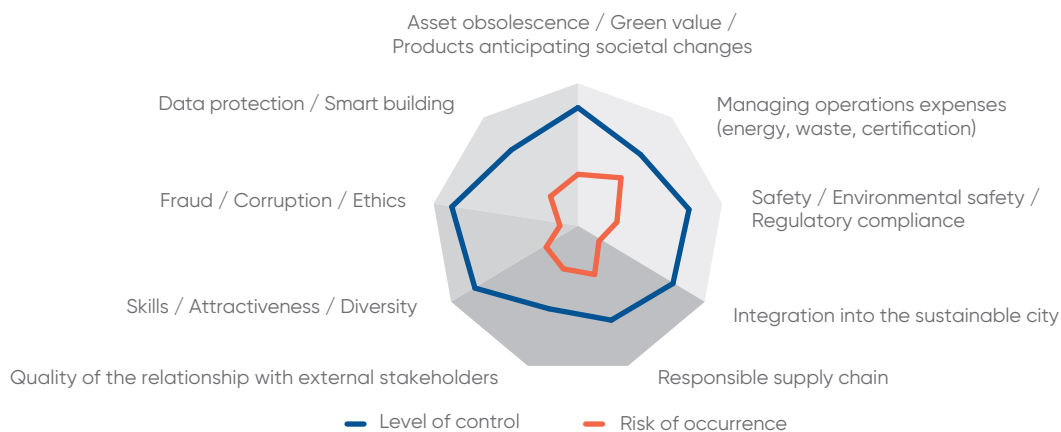 Asset obsolescence / Green value /
Products anticipating societal changes
Data protection / Smart building
Managing operations expenses
(energy, waste, certification)
Fraud / Corruption / Ethics
Safety / Environmental safety /
Regulatory compliance
Skills / Attractiveness / Diversity
Integration into the sustainable city
Quality of the relationship with external stakeholders
Responsible supply chain
Level of control
Risk of occurrence